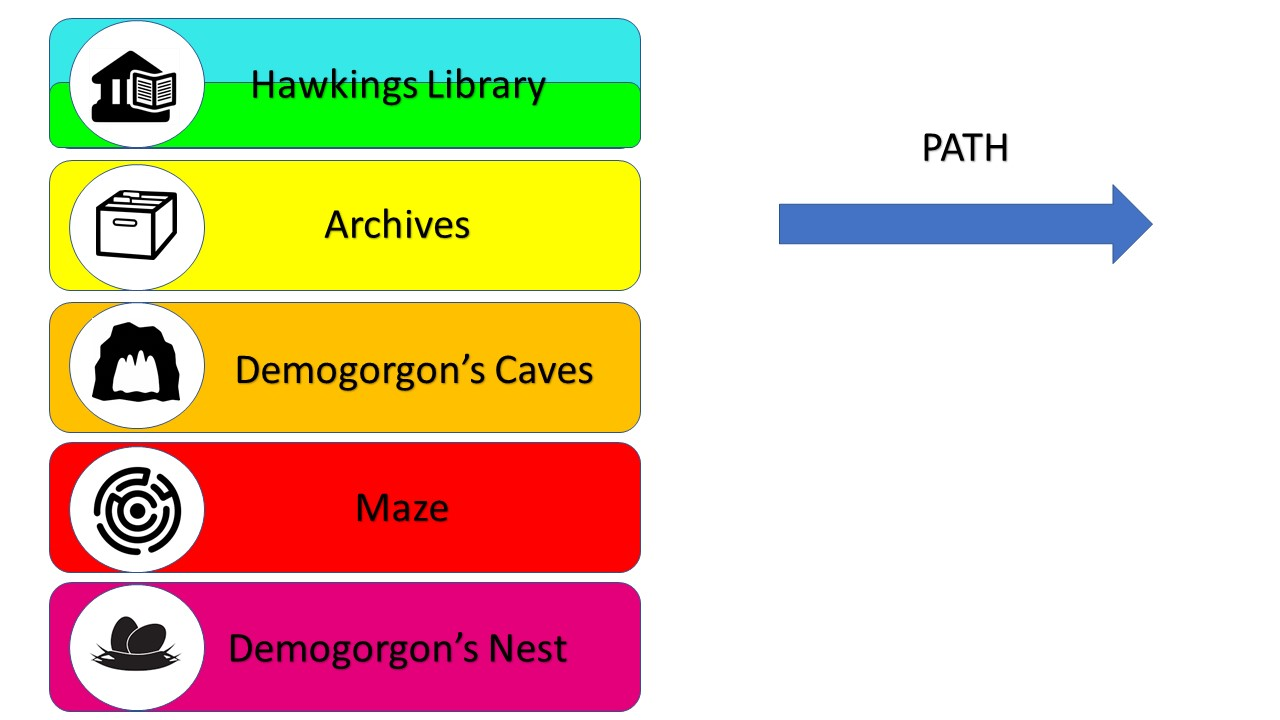 Hawkings Library
PATH
Archives
Demogorgon’s Caves
Maze
Demogorgon’s Nest